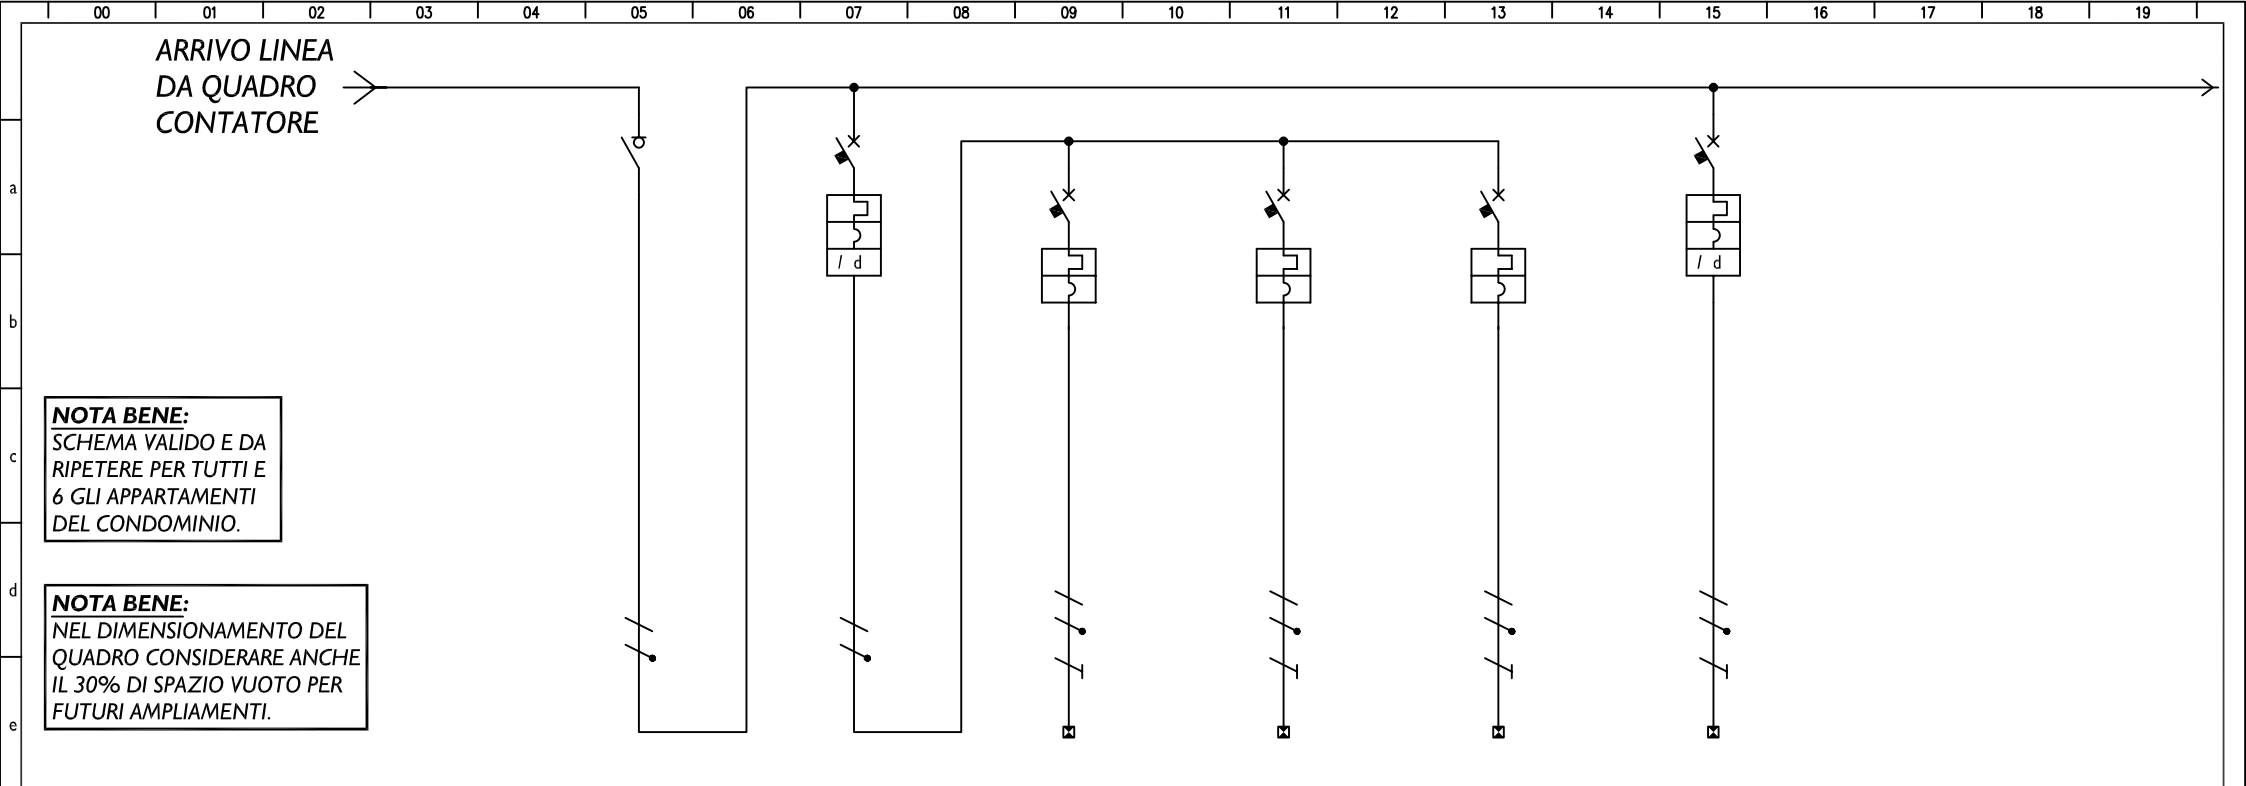 00 01 02 03 04 05 06 07 08 09 10 11 12 13 14 15 16 17 18 19
ARRIVO LINEA
DA QUADRO
CONTATORE
a
I d
I d
b
NOTA BENE:
SCHEMA VALIDO E DA
RIPETERE PER TUTTI E
6 GLI APPARTAMENTI
DEL CONDOMINIO.
c
d
NOTA BENE:
NEL DIMENSIONAMENTO DEL
QUADRO CONSIDERARE ANCHE
IL 30% DI SPAZIO VUOTO PER
FUTURI AMPLIAMENTI.
e